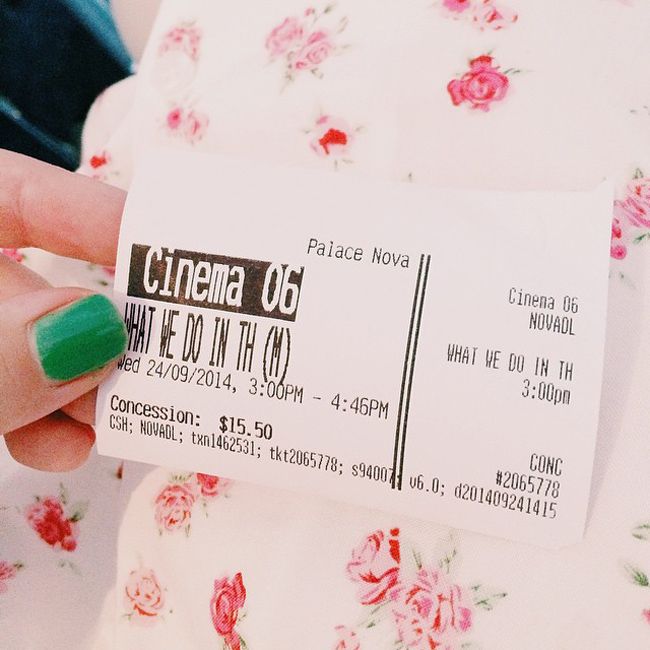 Palace Nova
Cinema 06
WHAT WE DO IN TH (M)
Wed 24/09/2014, 3:00PM - 4:46PM
Concession: $15.50
CSH; NOVADL; txn1462531; tkt2065778; s94007; v6.0; d201409241415
Cinema 06
NOVADL
WHAT WE DO IN TH
3:00pm
CONC
#2065778